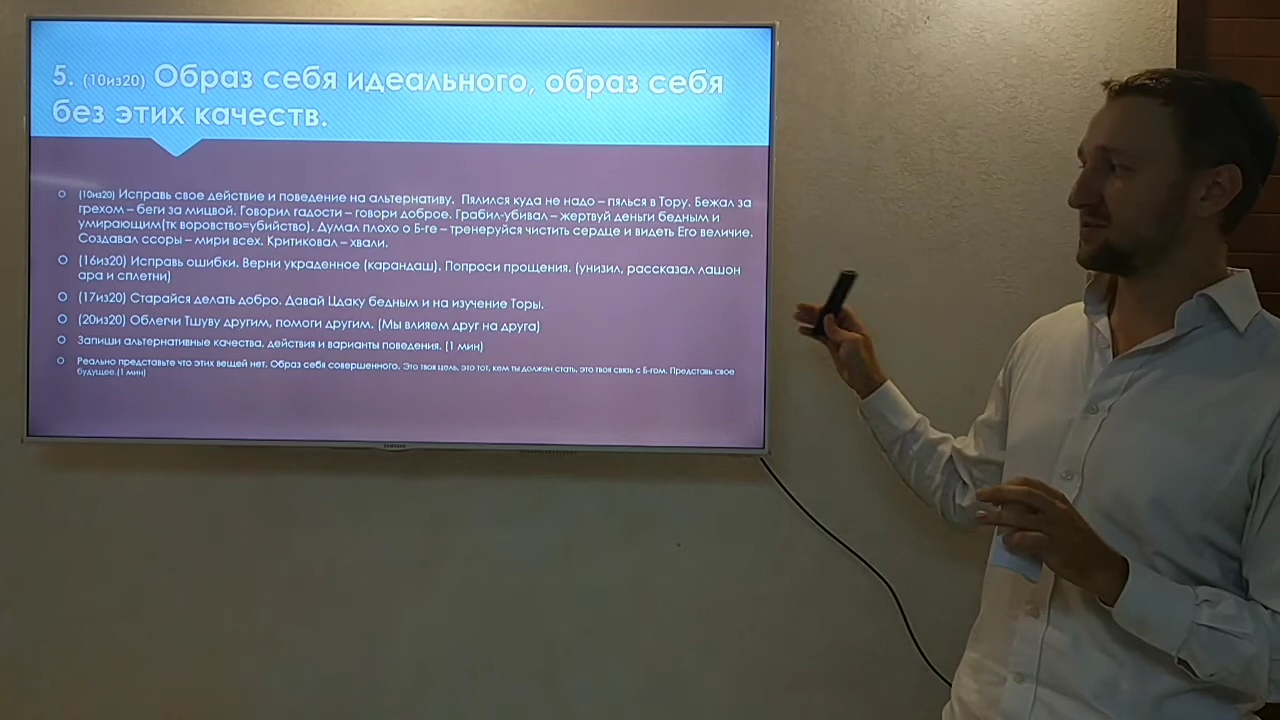 5. (10из20) Образ себя идеального, образ себя
без этих качеств.
(10из20) Исправь свое действие и поведение на альтернативу. Пялился куда не надо – пялься в Тору. Бежал за
грехом – беги за мицвой. Говорил гадости – говори доброе. Грабил-убивал – жертвуй деньги бедным и
умирающим(тк воровство=убийство). Думал плохо о Б-ге – тренеруйся чистить сердце и видеть Его величие.
Создавал ссоры – мири всех. Критиковал – хвали.
(16из20) Исправь ошибки. Верни украденное (карандаш). Попроси прощения. (унизил, рассказал лашон
ара и сплетни)
(17из20) Старайся делать добро. Давай Цдаку бедным и на изучение Торы.
(20из20) Облегчи Тшуву другим, помоги другим. (Мы влияем друг на друга)
Запиши альтернативные качества, действия и варианты поведения. (1 мин)
Реально представьте что этих вещей нет. Образ себя совершенного. Это твоя цель, это тот, кем ты должен стать, это твоя связь с Б-гом. Представь свое
будущее.(1 мин)
SAMSUNG